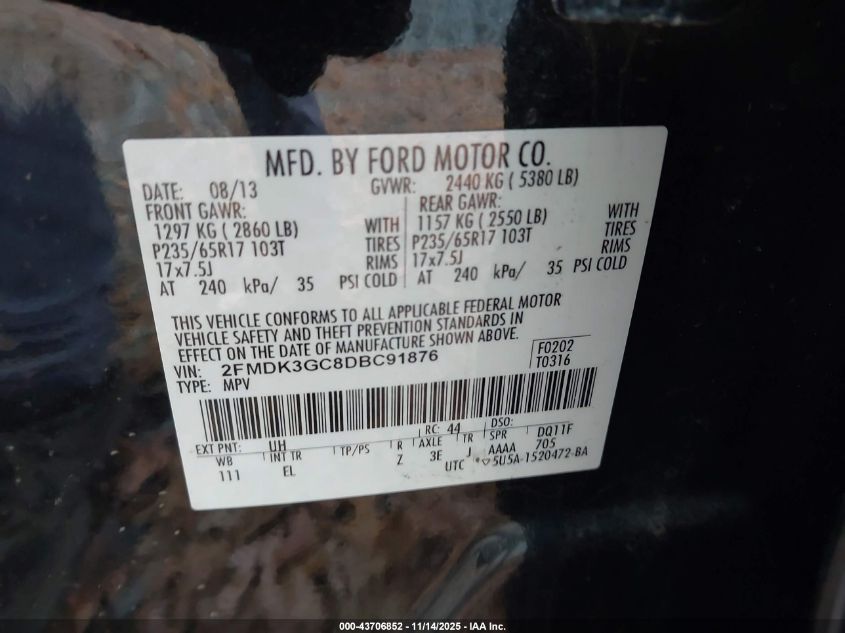 MFD. BY FORD MOTOR CO.
DATE: 08/13 GVWR: 2440 KG ( 5380 LB)
FRONT GAWR: REAR GAWR:
1297 KG ( 2860 LB) WITH 1157 KG ( 2550 LB) WITH
P235/65R17 103T TIRES P235/65R17 103T TIRES
17x7.5J RIMS 17x7.5J RIMS
AT 240 kPa/ 35 PSI COLD AT 240 kPa/ 35 PSI COLD
THIS VEHICLE CONFORMS TO ALL APPLICABLE FEDERAL MOTOR
VEHICLE SAFETY AND THEFT PREVENTION STANDARDS IN
EFFECT ON THE DATE OF MANUFACTURE SHOWN ABOVE.
VIN: 2FMDK3GC8DBC91876 F0202
TYPE: MPV T0316
EXT PNT: UH RC: 44 DSO:
WB INT TR TP/PS R AXLE TR SPR DQ11F
111 EL Z 3E J AAAA 705
UTC 5U5A-1520472-BA
000-43706852 -- 11/14/2025 -- IAA Inc.